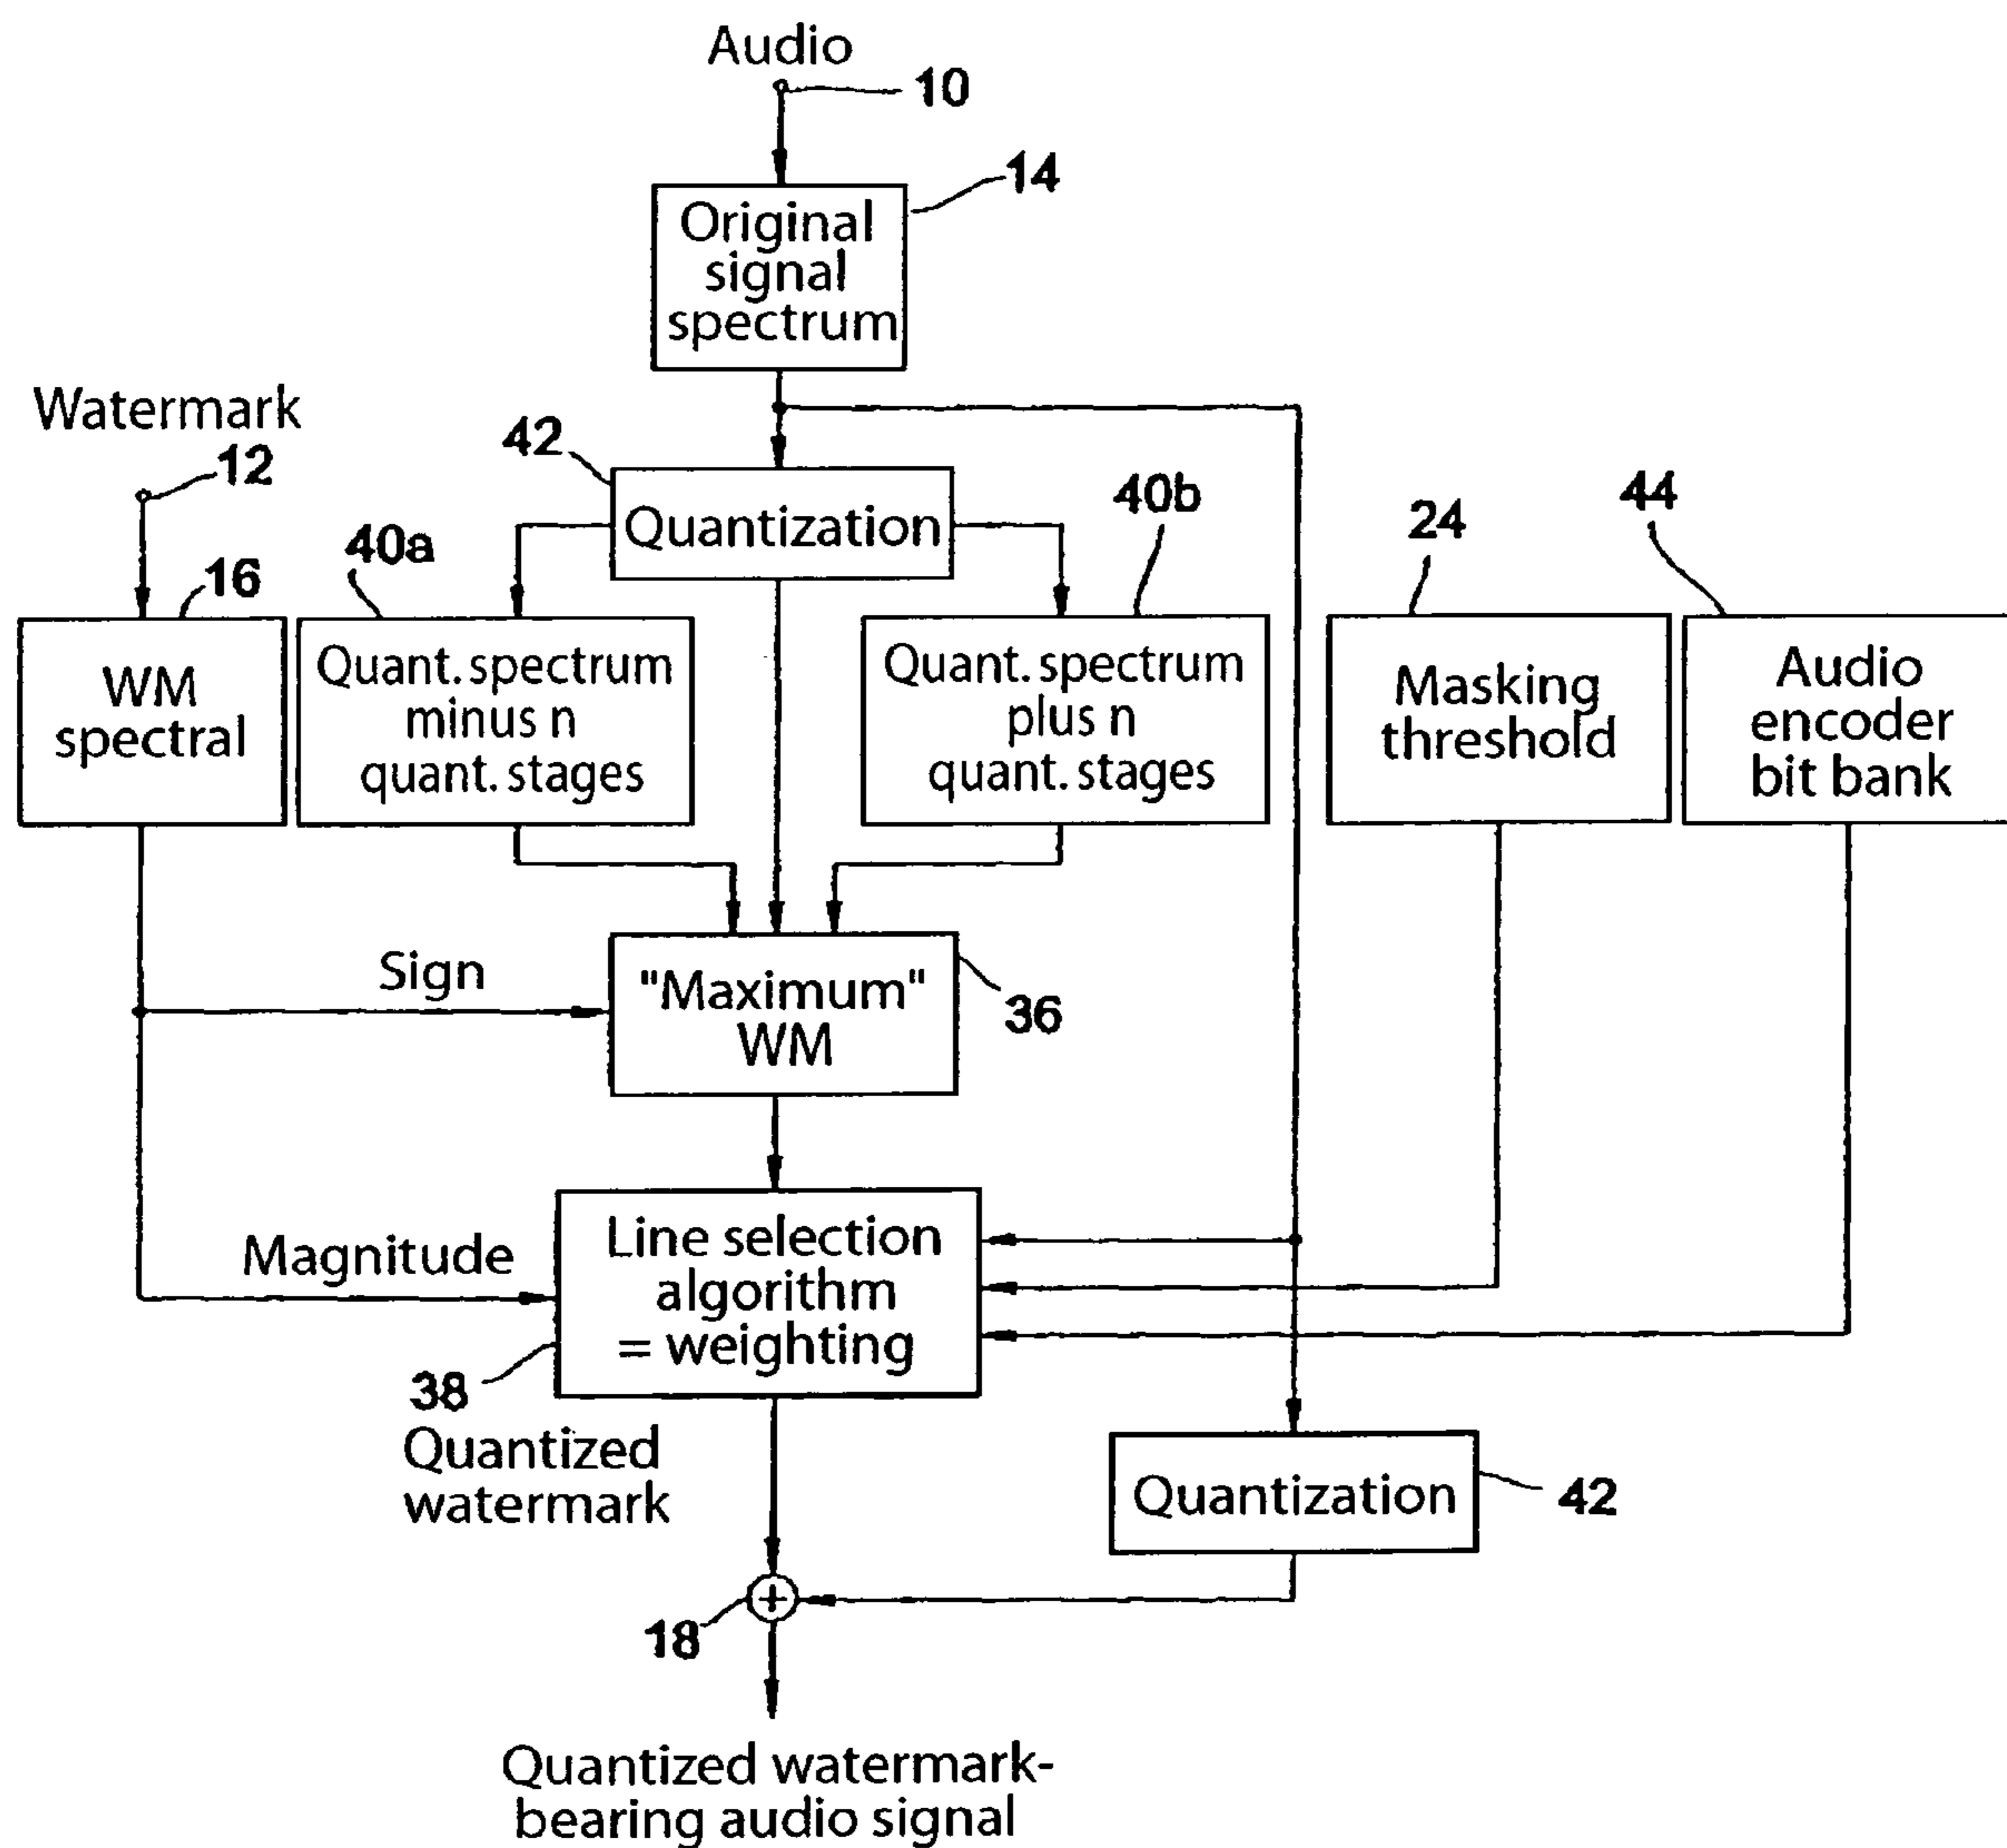 Audio
10
14
Original
signal
spectrum
Watermark
12
42
Quantization
40a
40b
24
44
16
WM
spectral
Quant. spectrum
minus n
quant. stages
Quant. spectrum
plus n
quant. stages
Masking
threshold
Audio
encoder
bit bank
Sign
"Maximum"
WM
36
Magnitude
Line selection
algorithm
= weighting
38
Quantized
watermark
Quantization
42
+
18
Quantized watermark-
bearing audio signal